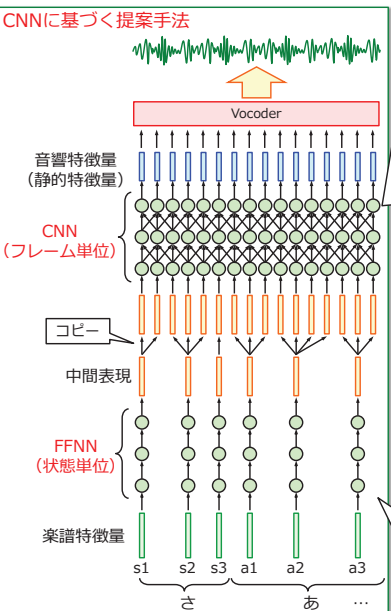 CNNに基づく提案手法
Vocoder
音響特徴量
（静的特徴量）
CNN
（フレーム単位）
コピー
中間表現
FFNN
（状態単位）
楽譜特徴量
s1 s2 s3 a1 a2 a3
さ あ …